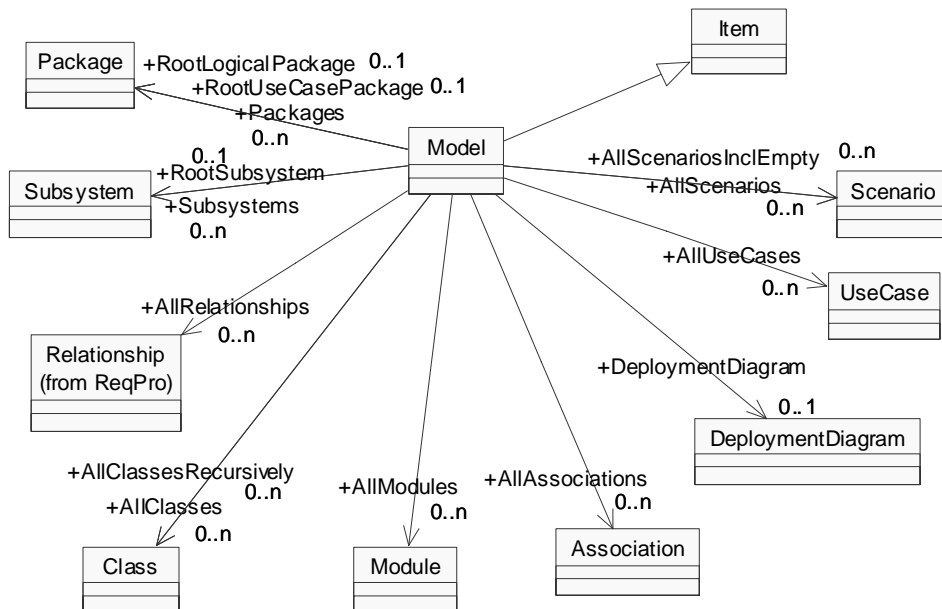 Item
Package
+RootLogicalPackage 0..1
+RootUseCasePackage 0..1
+Packages
0..n
Model
0..1
+RootSubsystem
Subsystem
+Subsystems
0..n
+AllScenariosInclEmpty 0..n
+AllScenarios
0..n
Scenario
+AllUseCases
0..n
UseCase
+AllRelationships
0..n
Relationship
(from ReqPro)
+DeploymentDiagram
0..1
DeploymentDiagram
+AllClassesRecursively
0..n
+AllClasses
0..n
Class
+AllModules
0..n
Module
+AllAssociations
0..n
Association